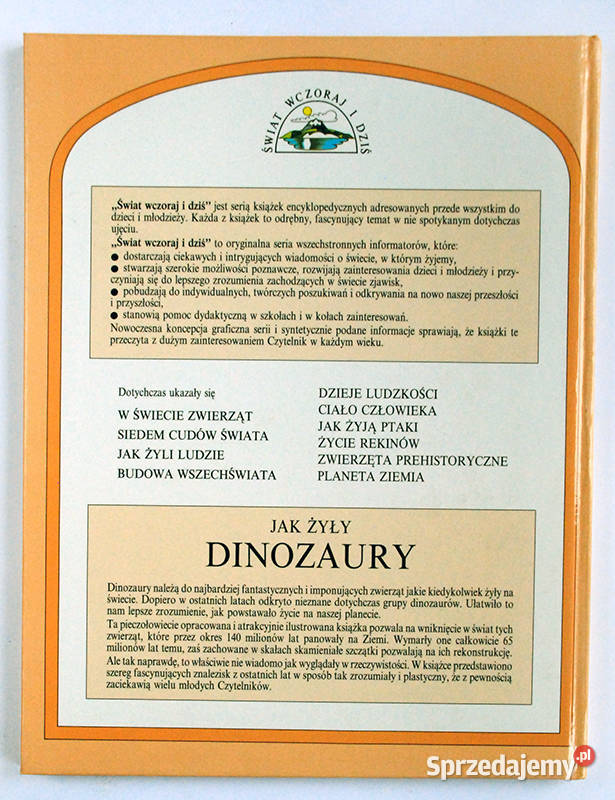 ŚWIAT WCZORAJ I DZIŚ
„Świat wczoraj i dziś” jest serią książek encyklopedycznych adresowanych przede wszystkim do
dzieci i młodzieży. Każda z książek to odrębny, fascynujący temat w nie spotykanym dotychczas
ujęciu.
„Świat wczoraj i dziś” to oryginalna seria wszechstronnych informatorów, które:
● dostarczają ciekawych i intrygujących wiadomości o świecie, w którym żyjemy,
● stwarzają szerokie możliwości poznawcze, rozwijają zainteresowania dzieci i młodzieży i przy-
czyniają się do lepszego zrozumienia zachodzących w świecie zjawisk,
● pobudzają do indywidualnych, twórczych poszukiwań i odkrywania na nowo naszej przeszłości
i przyszłości,
● stanowią pomoc dydaktyczną w szkołach i w kołach zainteresowań.
Nowoczesna koncepcja graficzna serii i syntetycznie podane informacje sprawiają, że książki te
przeczyta z dużym zainteresowaniem Czytelnik w każdym wieku.
Dotychczas ukazały się
W ŚWIECIE ZWIERZĄT
SIEDEM CUDÓW ŚWIATA
JAK ŻYLI LUDZIE
BUDOWA WSZECHŚWIATA
DZIEJE LUDZKOŚCI
CIAŁO CZŁOWIEKA
JAK ŻYJĄ PTAKI
ŻYCIE REKINÓW
ZWIERZĘTA PREHISTORYCZNE
PLANETA ZIEMIA
JAK ŻYŁY
DINOZAURY
Dinozaury należą do najbardziej fantastycznych i imponujących zwierząt jakie kiedykolwiek żyły na
świecie. Dopiero w ostatnich latach odkryto nieznane dotychczas grupy dinozaurów. Ułatwiło to
nam lepsze zrozumienie, jak powstawało życie na naszej planecie.
Ta pieczołowicie opracowana i atrakcyjnie ilustrowana książka pozwala na wniknięcie w świat tych
zwierząt, które przez okres 140 milionów lat panowały na Ziemi. Wymarły one całkowicie 65
milionów lat temu, zaś zachowane w skałach skamieniałe szczątki pozwalają na ich rekonstrukcję.
Ale tak naprawdę, to właściwie nie wiadomo jak wyglądały w rzeczywistości. W książce przedstawiono
szereg fascynujących znalezisk z ostatnich lat w sposób tak zrozumiały i plastyczny, że z pewnością
zaciekawią wielu młodych Czytelników.
Sprzedajemy.pl